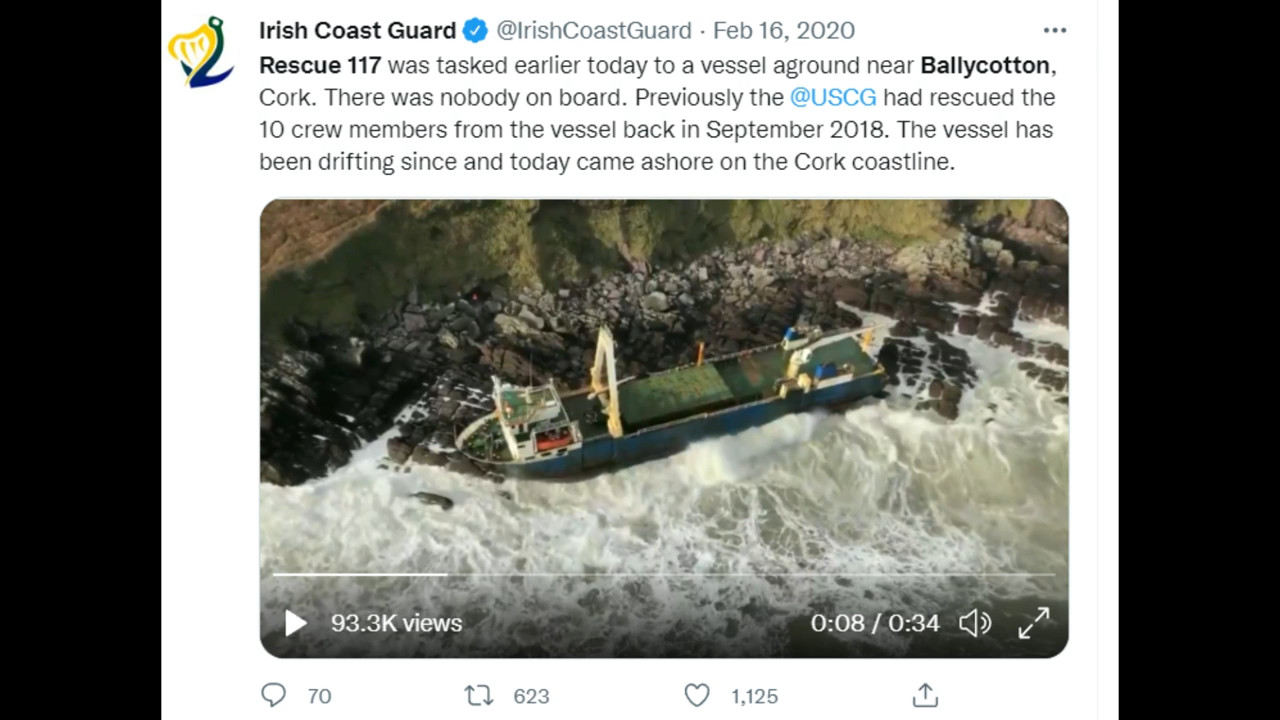 Irish Coast Guard @IrishCoastGuard · Feb 16, 2020
Rescue 117 was tasked earlier today to a vessel aground near Ballycotton,
Cork. There was nobody on board. Previously the @USCG had rescued the
10 crew members from the vessel back in September 2018. The vessel has
been drifting since and today came ashore on the Cork coastline.
93.3K views 0:08 / 0:34
70 623 1,125